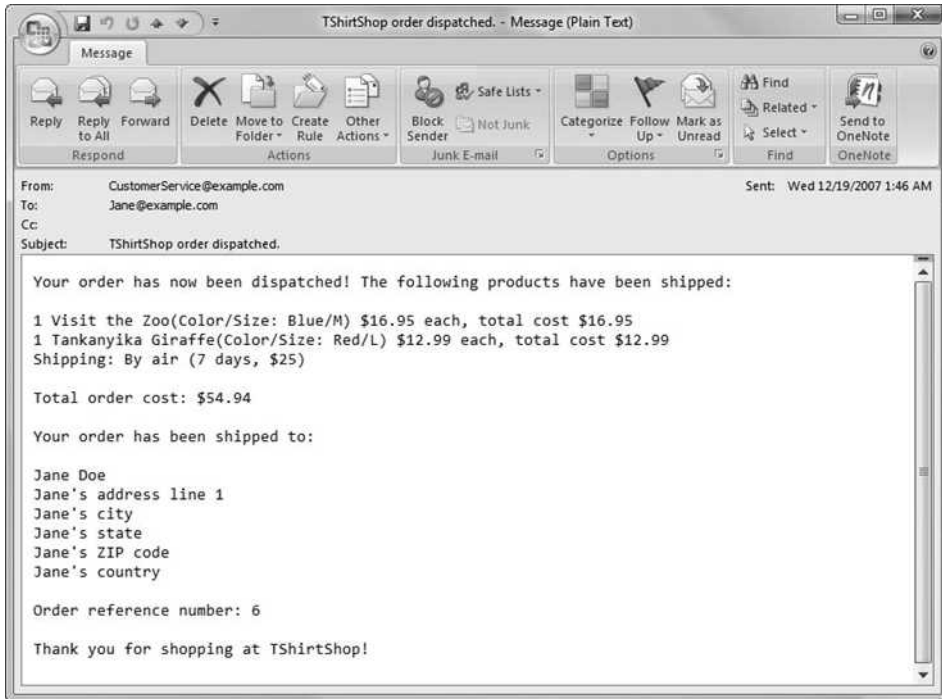 TShirtShop order dispatched. - Message (Plain Text)
Message
Reply
Reply to All
Forward
Respond
Delete
Move to Folder
Create Rule
Other Actions
Actions
Block Sender
Safe Lists
Not Junk
Junk E-mail
Categorize
Follow Up
Mark as Unread
Options
Find
Related
Select
Find
Send to OneNote
OneNote
From: CustomerService@example.com
Sent: Wed 12/19/2007 1:46 AM
To: Jane@example.com
Cc:
Subject: TShirtShop order dispatched.
Your order has now been dispatched! The following products have been shipped:
1 Visit the Zoo(Color/Size: Blue/M) $16.95 each, total cost $16.95
1 Tankanyika Giraffe(Color/Size: Red/L) $12.99 each, total cost $12.99
Shipping: By air (7 days, $25)
Total order cost: $54.94
Your order has been shipped to:
Jane Doe
Jane's address line 1
Jane's city
Jane's state
Jane's ZIP code
Jane's country
Order reference number: 6
Thank you for shopping at TShirtShop!